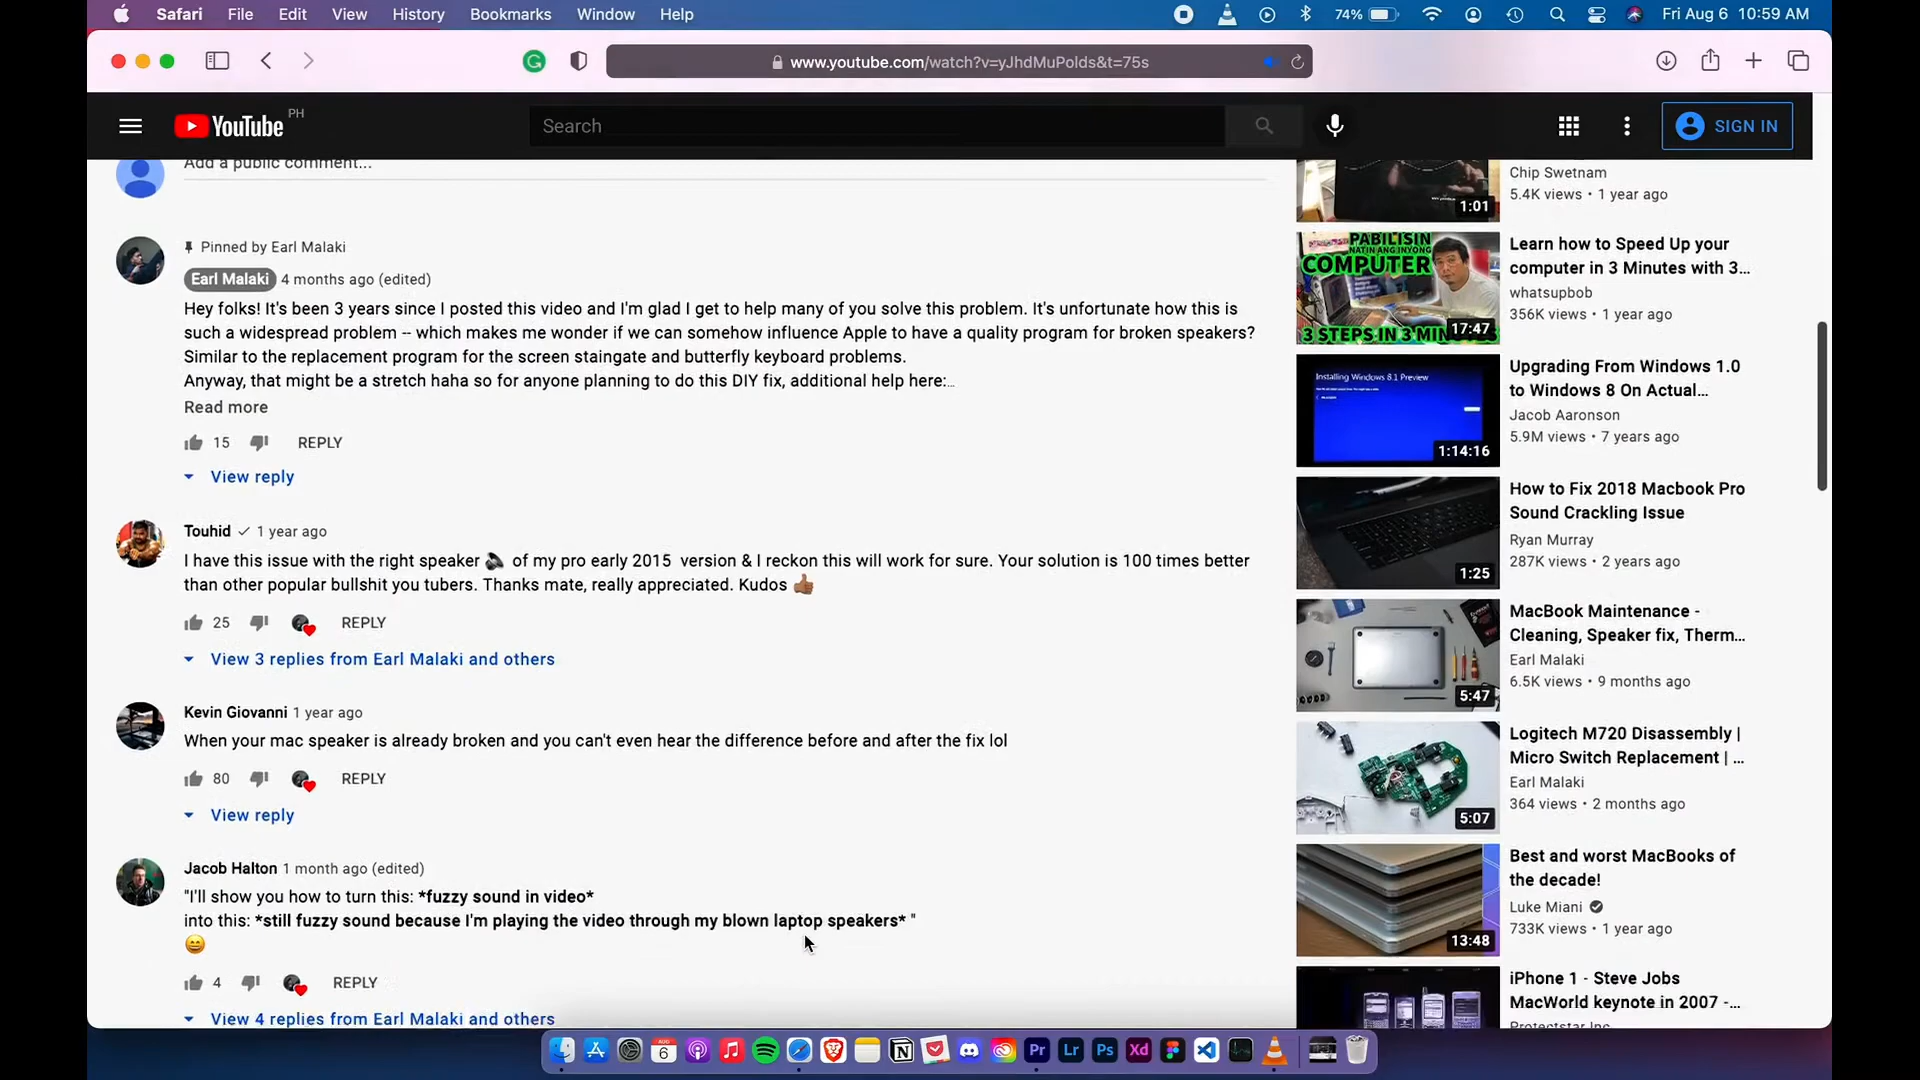 Safari File Edit View History Bookmarks Window Help 74% Fri Aug 6 10:59 AM
www.youtube.com/watch?v=yJhdMuPolds&t=75s
YouTube PH
Search
SIGN IN
Add a public comment...
Pinned by Earl Malaki
Earl Malaki 4 months ago (edited)
Hey folks! It's been 3 years since I posted this video and I'm glad I get to help many of you solve this problem. It's unfortunate how this is
such a widespread problem -- which makes me wonder if we can somehow influence Apple to have a quality program for broken speakers?
Similar to the replacement program for the screen staingate and butterfly keyboard problems.
Anyway, that might be a stretch haha so for anyone planning to do this DIY fix, additional help here:…
Read more
15 REPLY
View reply
Touhid 1 year ago
I have this issue with the right speaker 🔈 of my pro early 2015 version & I reckon this will work for sure. Your solution is 100 times better
than other popular bullshit you tubers. Thanks mate, really appreciated. Kudos 👍🏾
25 REPLY
View 3 replies from Earl Malaki and others
Kevin Giovanni 1 year ago
When your mac speaker is already broken and you can't even hear the difference before and after the fix lol
80 REPLY
View reply
Jacob Halton 1 month ago (edited)
"I'll show you how to turn this: *fuzzy sound in video*
into this: *still fuzzy sound because I'm playing the video through my blown laptop speakers* "
😄
4 REPLY
View 4 replies from Earl Malaki and others
1:01
Chip Swetnam
5.4K views • 1 year ago
PABILISIN
NATIN ANG INYONG
COMPUTER
3 STEPS IN 3 MIN
17:47
Learn how to Speed Up your
computer in 3 Minutes with 3...
whatsupbob
356K views • 1 year ago
Installing Windows 8.1 Preview
1:14:16
Upgrading From Windows 1.0
to Windows 8 On Actual...
Jacob Aaronson
5.9M views • 7 years ago
1:25
How to Fix 2018 Macbook Pro
Sound Crackling Issue
Ryan Murray
287K views • 2 years ago
5:47
MacBook Maintenance -
Cleaning, Speaker fix, Therm...
Earl Malaki
6.5K views • 9 months ago
5:07
Logitech M720 Disassembly |
Micro Switch Replacement | ...
Earl Malaki
364 views • 2 months ago
13:48
Best and worst MacBooks of
the decade!
Luke Miani
733K views • 1 year ago
iPhone 1 - Steve Jobs
MacWorld keynote in 2007 -...
Protectstar Inc.
AUG
6
Pr Lr Ps Xd